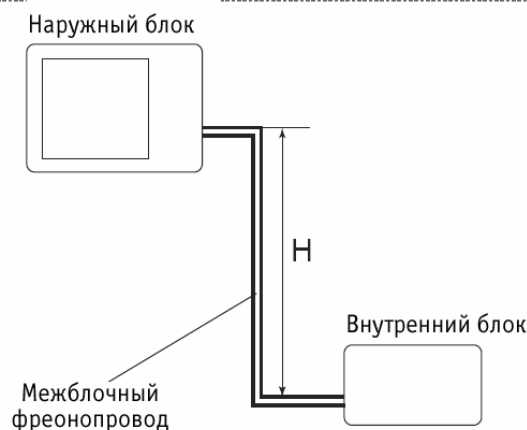 Наружный блок
H
Внутренний блок
Межблочный
фреонопровод